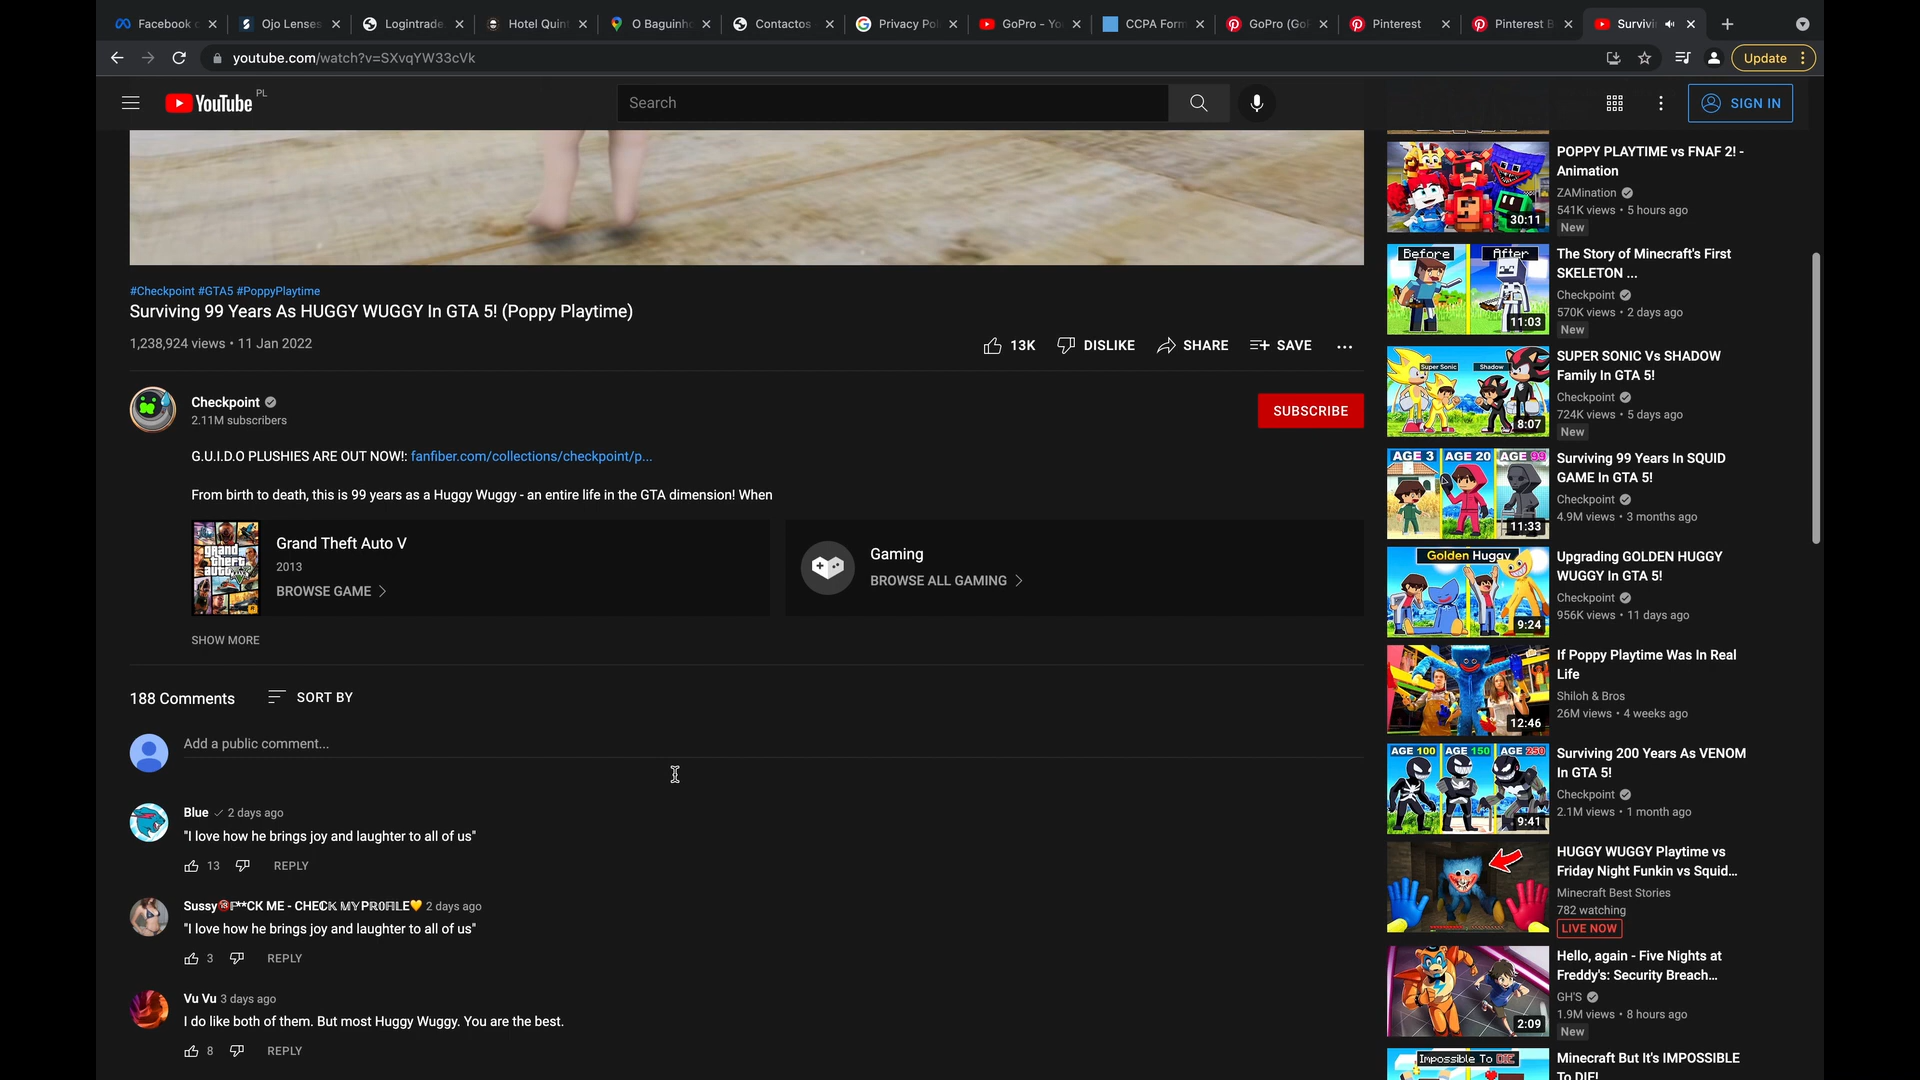 Facebook
Ojo Lenses
Logintrade
Hotel Quin
O Baguinho
Contactos
Privacy Pol
GoPro - Yo
CCPA Form
GoPro (Go
Pinterest
Pinterest B
Survivi
youtube.com/watch?v=SXvqYW33cVk
Update
YouTube PL
Search
SIGN IN
#Checkpoint #GTA5 #PoppyPlaytime
Surviving 99 Years As HUGGY WUGGY In GTA 5! (Poppy Playtime)
1,238,924 views • 11 Jan 2022
13K DISLIKE SHARE SAVE
Checkpoint
2.11M subscribers
SUBSCRIBE
G.U.I.D.O PLUSHIES ARE OUT NOW!: fanfiber.com/collections/checkpoint/p...
From birth to death, this is 99 years as a Huggy Wuggy - an entire life in the GTA dimension! When
grand
theft
auto
Grand Theft Auto V
2013
BROWSE GAME
Gaming
BROWSE ALL GAMING
SHOW MORE
188 Comments SORT BY
Add a public comment...
Blue 2 days ago
"I love how he brings joy and laughter to all of us"
13 REPLY
Sussy🔞F**CK ME - CHECK MY PROFILE💛 2 days ago
"I love how he brings joy and laughter to all of us"
3 REPLY
Vu Vu 3 days ago
I do like both of them. But most Huggy Wuggy. You are the best.
8 REPLY
30:11
POPPY PLAYTIME vs FNAF 2! -
Animation
ZAMination
541K views • 5 hours ago
New
Before After
11:03
The Story of Minecraft's First
SKELETON ...
Checkpoint
570K views • 2 days ago
New
Super Sonic Shadow
8:07
SUPER SONIC Vs SHADOW
Family In GTA 5!
Checkpoint
724K views • 5 days ago
New
AGE 3 AGE 20 AGE 99
11:33
Surviving 99 Years In SQUID
GAME In GTA 5!
Checkpoint
4.9M views • 3 months ago
Golden Huggy
9:24
Upgrading GOLDEN HUGGY
WUGGY In GTA 5!
Checkpoint
956K views • 11 days ago
12:46
If Poppy Playtime Was In Real
Life
Shiloh & Bros
26M views • 4 weeks ago
AGE 100 AGE 150 AGE 250
9:41
Surviving 200 Years As VENOM
In GTA 5!
Checkpoint
2.1M views • 1 month ago
HUGGY WUGGY Playtime vs
Friday Night Funkin vs Squid...
Minecraft Best Stories
782 watching
LIVE NOW
2:09
Hello, again - Five Nights at
Freddy's: Security Breach...
GH'S
1.9M views • 8 hours ago
New
Impossible To DIE
Minecraft But It's IMPOSSIBLE
To DIE!